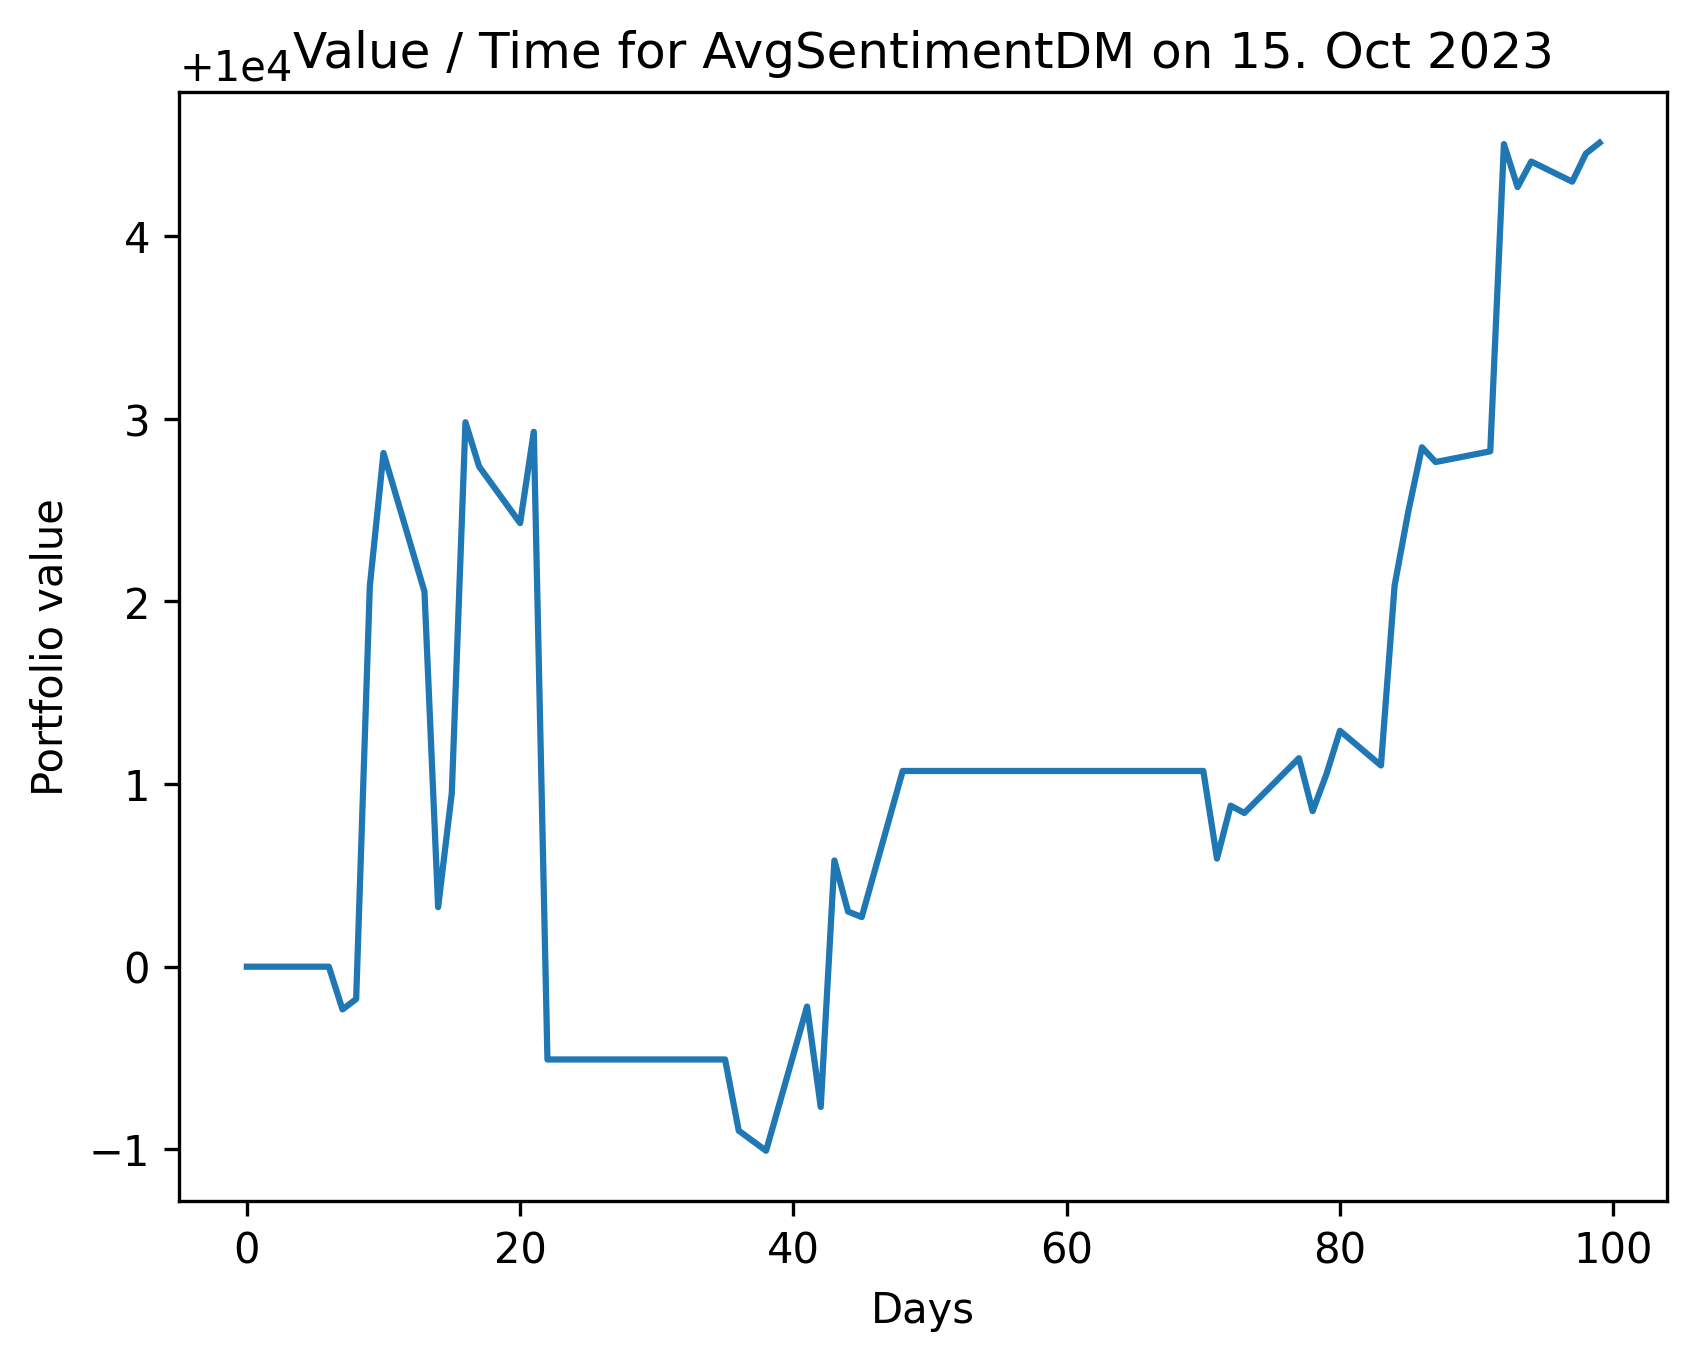 Value / Time for AvgSentimentDM on 15. Oct 2023
+1e4
4
3
2
1
0
−1
Portfolio value
0 20 40 60 80 100
Days